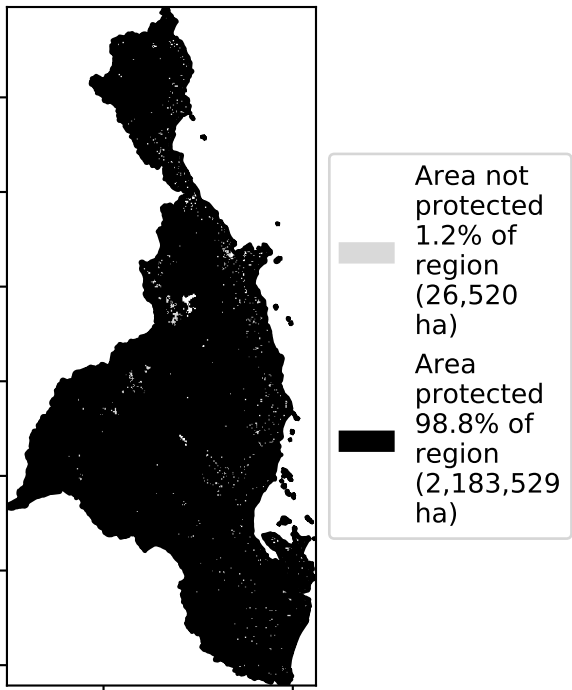 Area not
protected
1.2% of
region
(26,520
ha)
Area
protected
98.8% of
region
(2,183,529
ha)